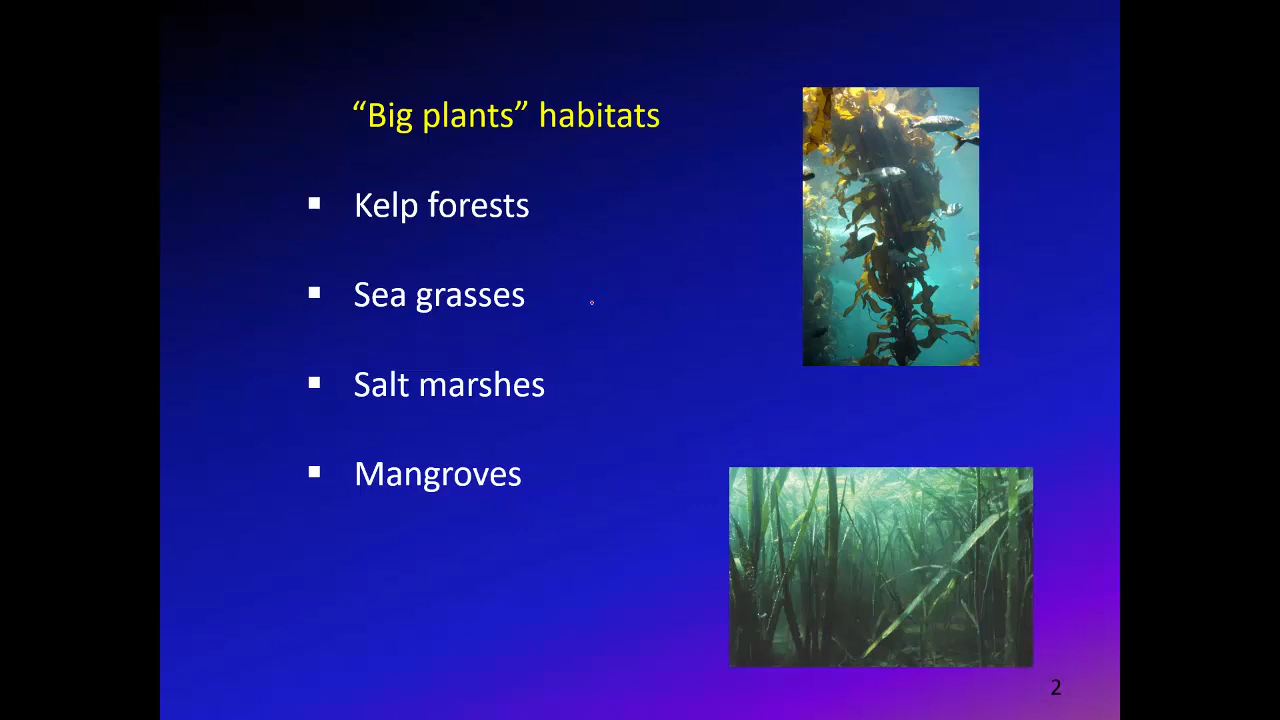 “Big plants” habitats
▪ Kelp forests
▪ Sea grasses
▪ Salt marshes
▪ Mangroves
2